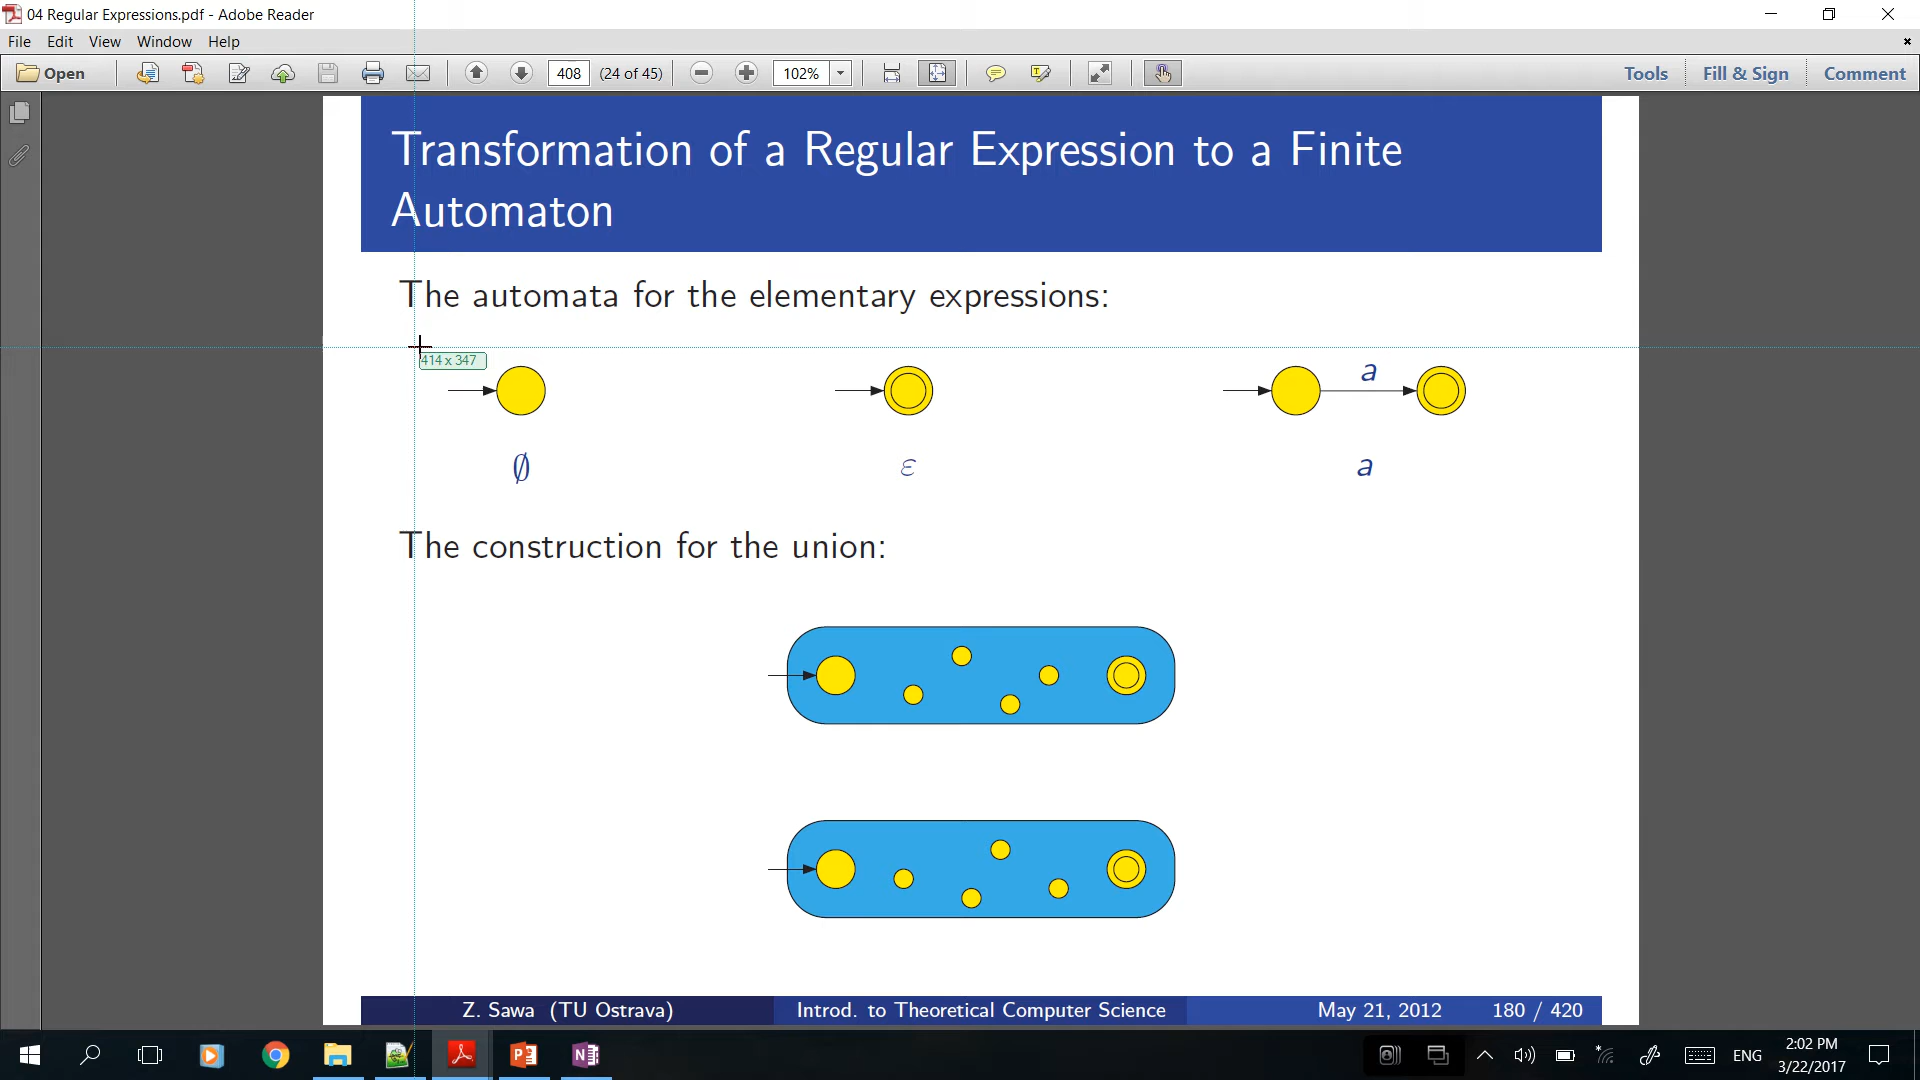 04 Regular Expressions.pdf - Adobe Reader
File Edit View Window Help
Open 408 (24 of 45) 102% Tools Fill & Sign Comment
Transformation of a Regular Expression to a Finite
Automaton
The automata for the elementary expressions:
414 x 347
a
∅ ε a
The construction for the union:
Z. Sawa (TU Ostrava) Introd. to Theoretical Computer Science May 21, 2012 180 / 420
ENG
2:02 PM
3/22/2017